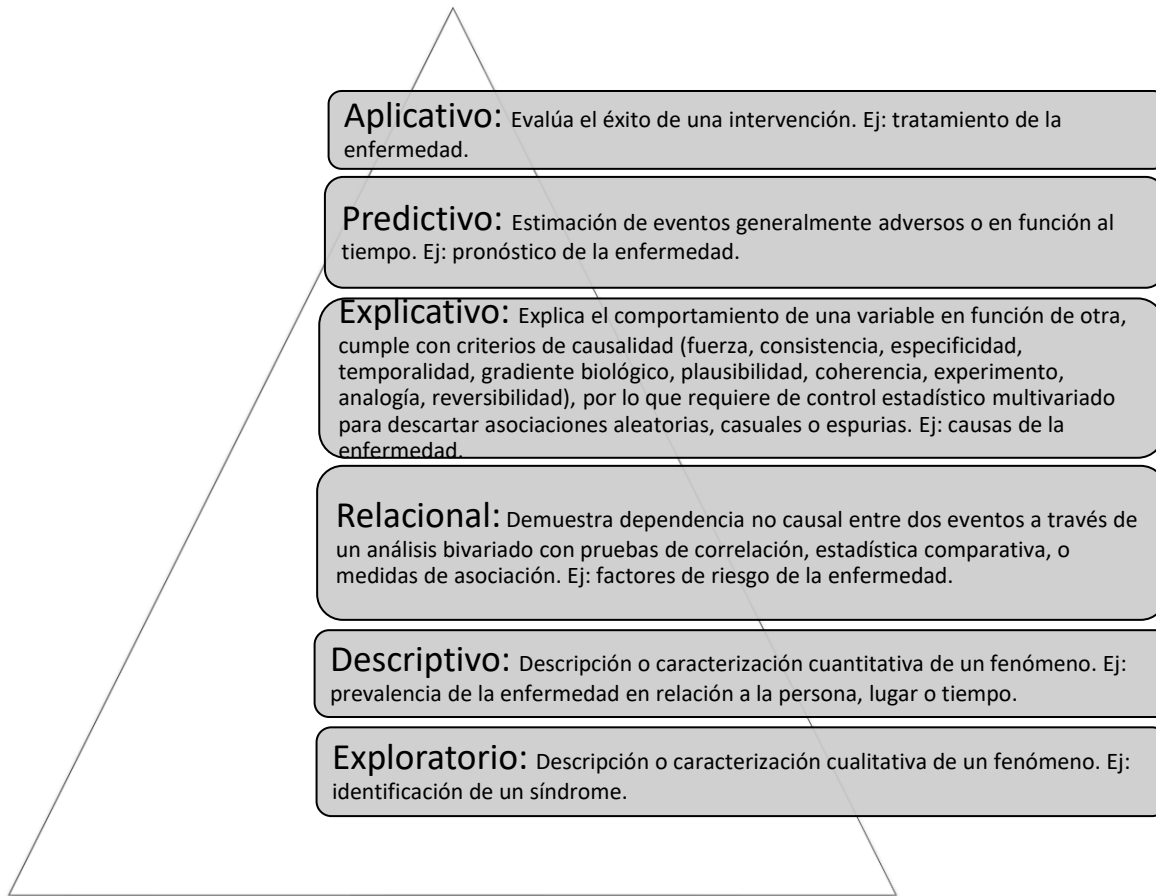 Aplicativo: Evalúa el éxito de una intervención. Ej: tratamiento de la
enfermedad.
Predictivo: Estimación de eventos generalmente adversos o en función al
tiempo. Ej: pronóstico de la enfermedad.
Explicativo: Explica el comportamiento de una variable en función de otra,
cumple con criterios de causalidad (fuerza, consistencia, especificidad,
temporalidad, gradiente biológico, plausibilidad, coherencia, experimento,
analogía, reversibilidad), por lo que requiere de control estadístico multivariado
para descartar asociaciones aleatorias, casuales o espurias. Ej: causas de la
enfermedad.
Relacional: Demuestra dependencia no causal entre dos eventos a través de
un análisis bivariado con pruebas de correlación, estadística comparativa, o
medidas de asociación. Ej: factores de riesgo de la enfermedad.
Descriptivo: Descripción o caracterización cuantitativa de un fenómeno. Ej:
prevalencia de la enfermedad en relación a la persona, lugar o tiempo.
Exploratorio: Descripción o caracterización cualitativa de un fenómeno. Ej:
identificación de un síndrome.